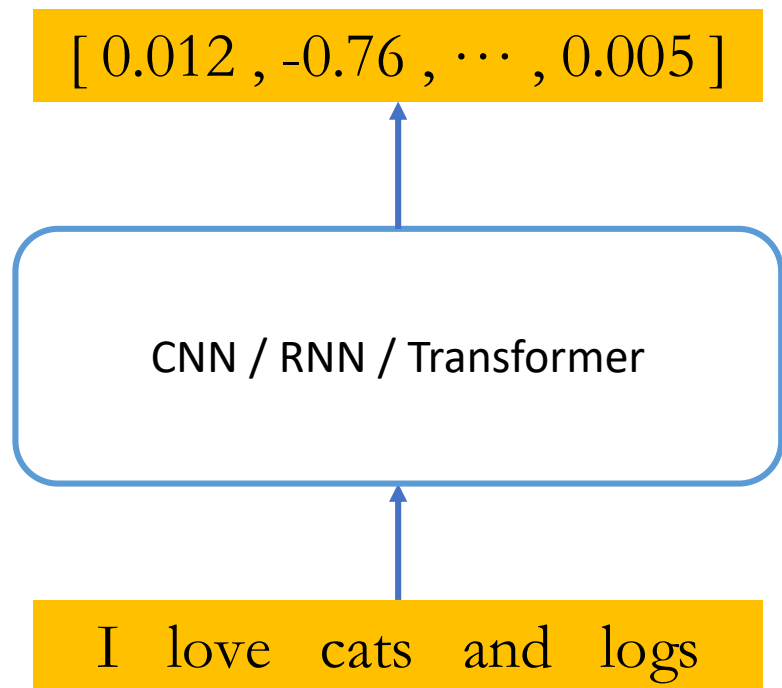 [ 0.012 , -0.76 , ⋯ , 0.005 ]
CNN / RNN / Transformer
I love cats and logs